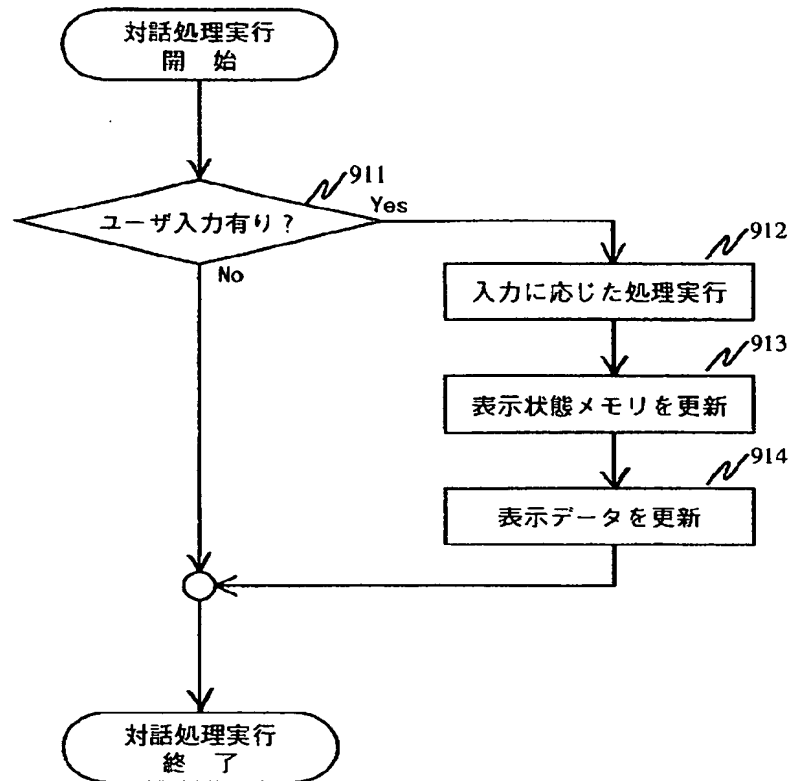 対話処理実行
開 始
911
ユーザ入力有り？
Yes
No
912
入力に応じた処理実行
913
表示状態メモリを更新
914
表示データを更新
対話処理実行
終 了